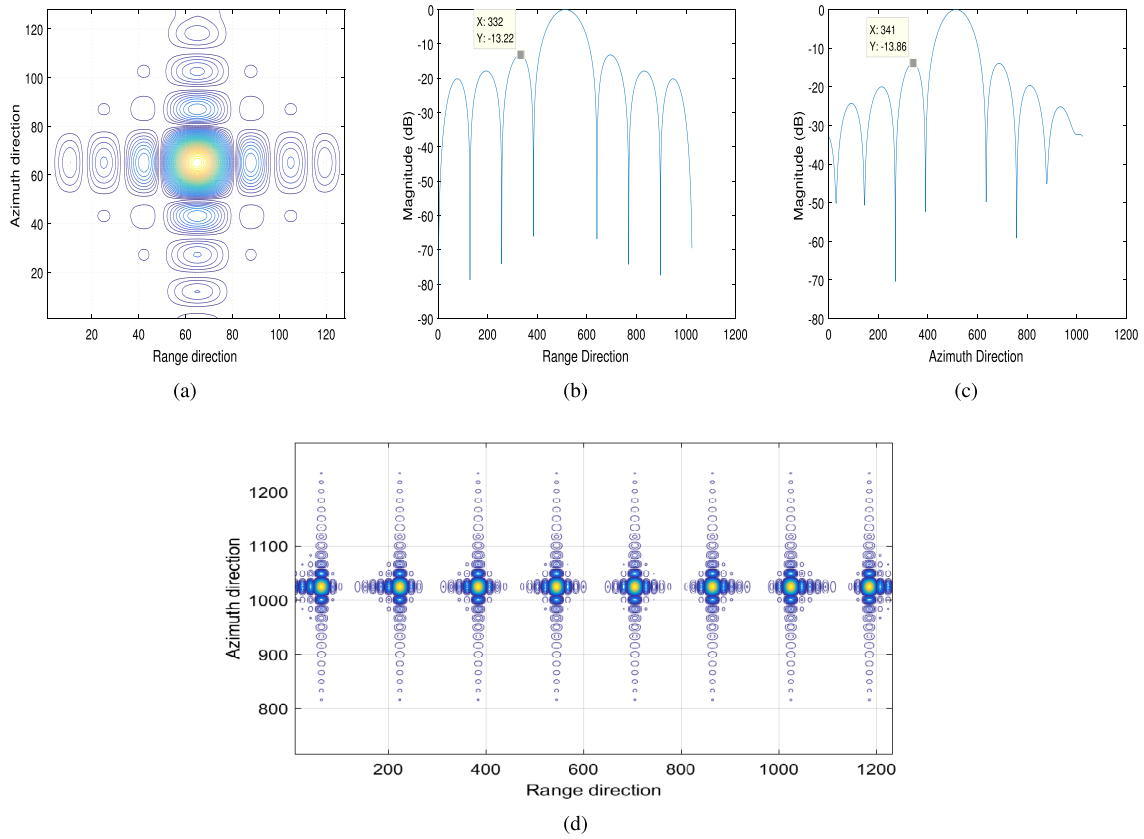 120
100
80
60
40
20
20 40 60 80 100 120
Azimuth direction
Range direction
(a)
0
-10
-20
-30
-40
-50
-60
-70
-80
-90
0 200 400 600 800 1000 1200
Magnitude (dB)
Range Direction
X: 332
Y: -13.22
(b)
0
-10
-20
-30
-40
-50
-60
-70
-80
0 200 400 600 800 1000 1200
Magnitude (dB)
Azimuth Direction
X: 341
Y: -13.86
(c)
1200
1100
1000
900
800
200 400 600 800 1000 1200
Azimuth direction
Range direction
(d)